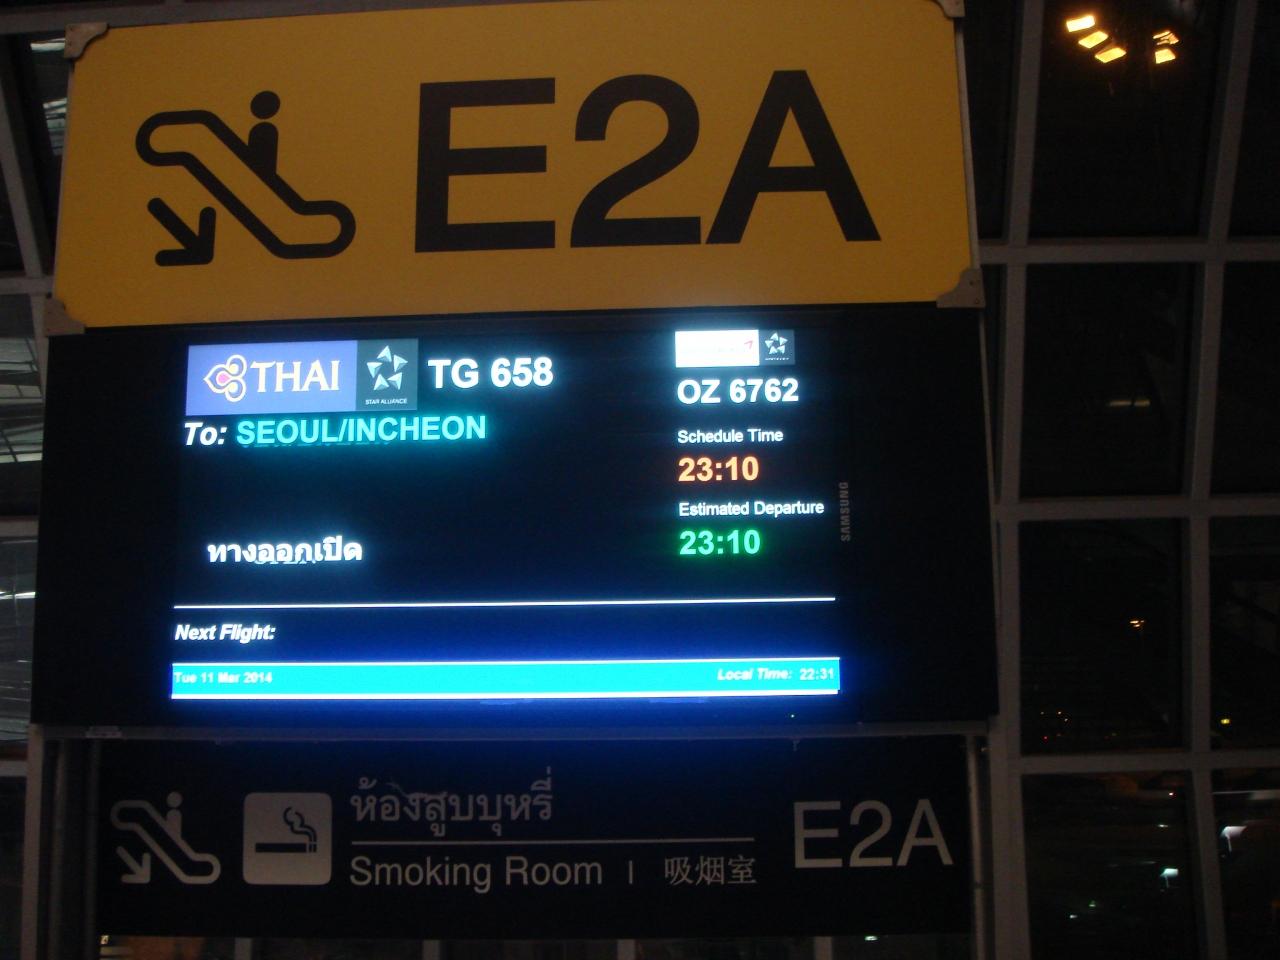 E2A
THAI
STAR ALLIANCE
TG 658
OZ 6762
To: SEOUL/INCHEON
Schedule Time
23:10
Estimated Departure
23:10
SAMSUNG
ทางออกเปิด
Next Flight:
Tue 11 Mar 2014 Local Time: 22:31
ห้องสูบบุหรี่
Smoking Room | 吸烟室
E2A